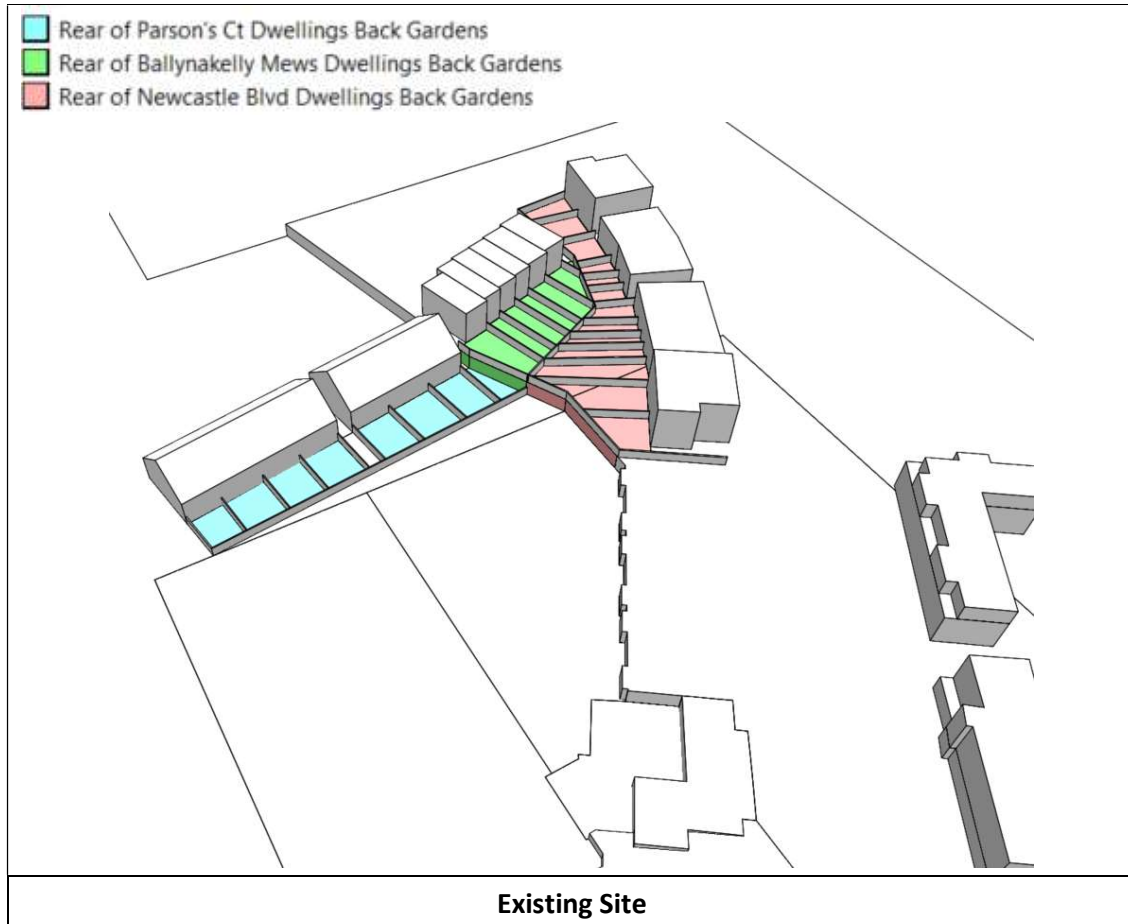 Rear of Parson's Ct Dwellings Back Gardens
Rear of Ballynakelly Mews Dwellings Back Gardens
Rear of Newcastle Blvd Dwellings Back Gardens
Existing Site